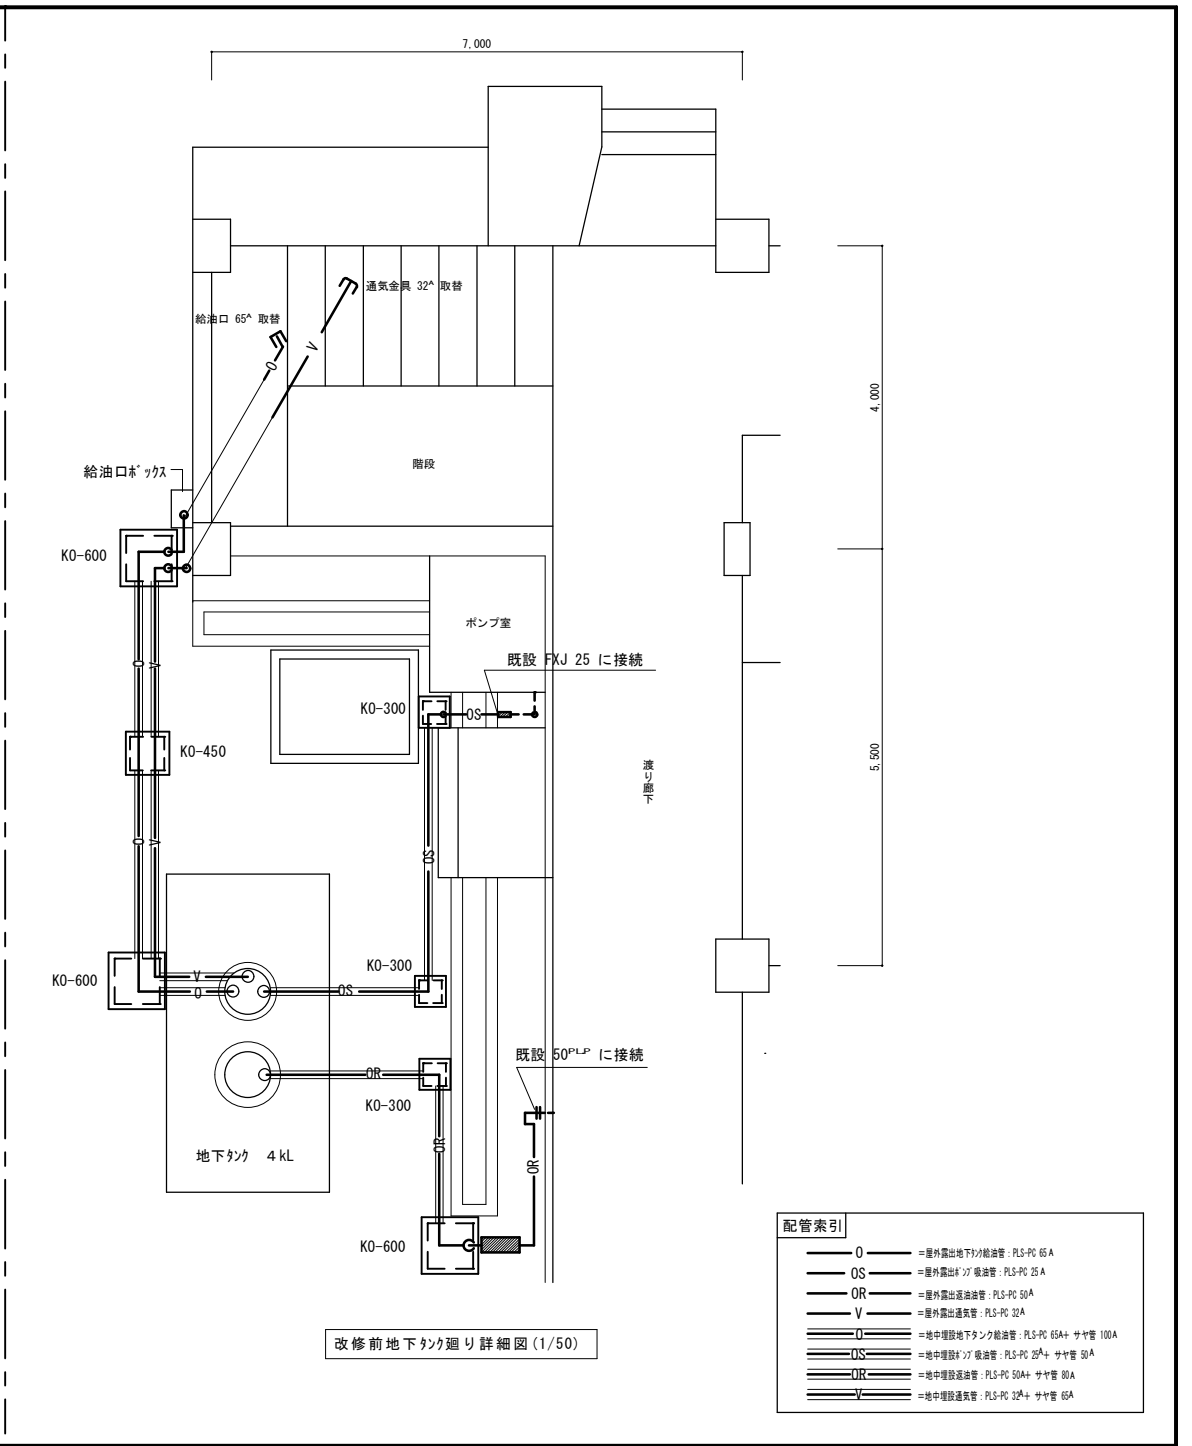 7,000
通気金具 32A 取替
給油口 65A 取替
4,000
階段
給油口ボックス
KO-600
ポンプ室
既設 FXJ 25 に接続
KO-300
OS
O
V
KO-450
渡り廊下
5,500
O
V
OS
KO-300
KO-600
V
O
OS
既設 50PLP に接続
OR
KO-300
OR
OR
地下タンク 4kL
KO-600
改修前地下タンク廻り詳細図(1/50)
配管索引
O =屋外露出地下タンク給油管:PLS-PC 65A
OS =屋外露出ポンプ吸油管:PLS-PC 25A
OR =屋外露出返油油管:PLS-PC 50A
V =屋外露出通気管:PLS-PC 32A
O =地中埋設地下タンク給油管:PLS-PC 65A+ サヤ管 100A
OS =地中埋設ポンプ吸油管:PLS-PC 25A+ サヤ管 50A
OR =地中埋設返油管:PLS-PC 50A+ サヤ管 80A
V =地中埋設通気管:PLS-PC 32A+ サヤ管 65A
O
V